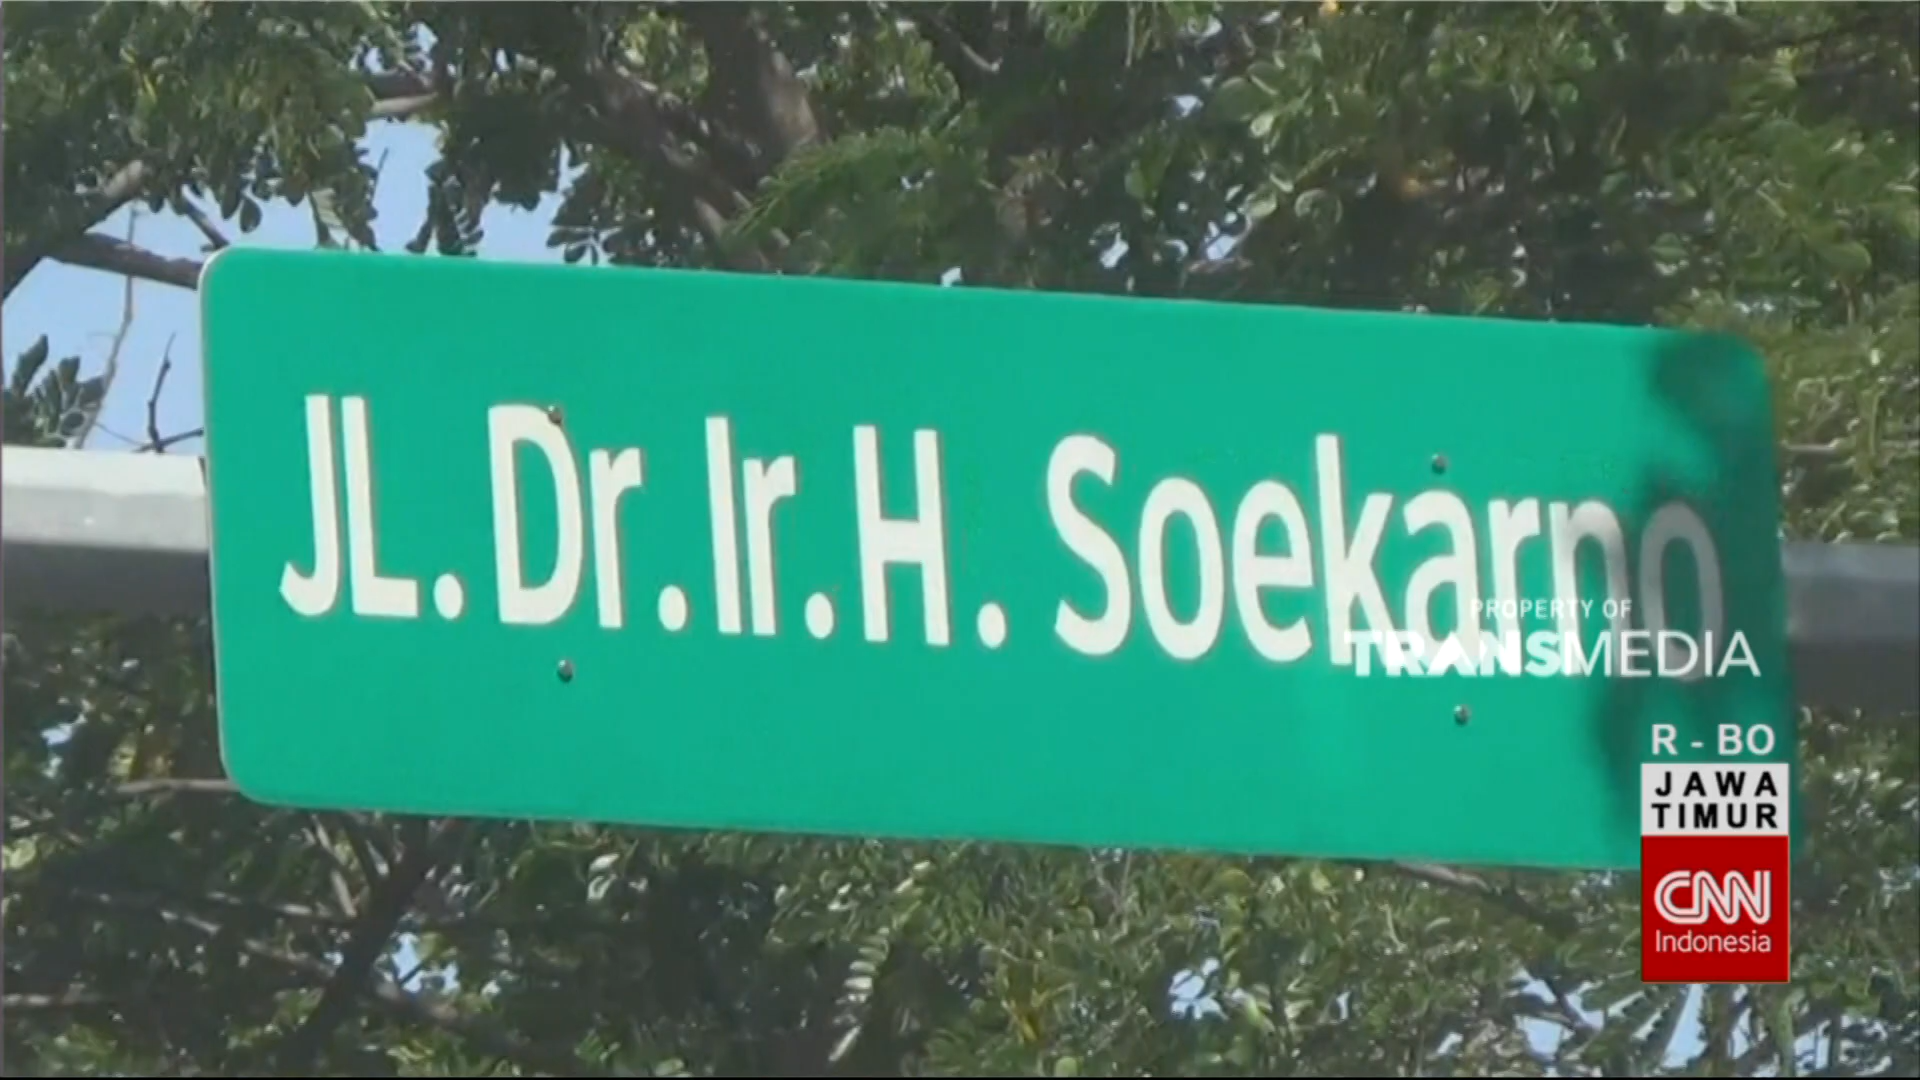 JL. Dr. Ir. H. Soekarno
PROPERTY OF
TRANSMEDIA
R - BO
JAWA
TIMUR
CNN
Indonesia